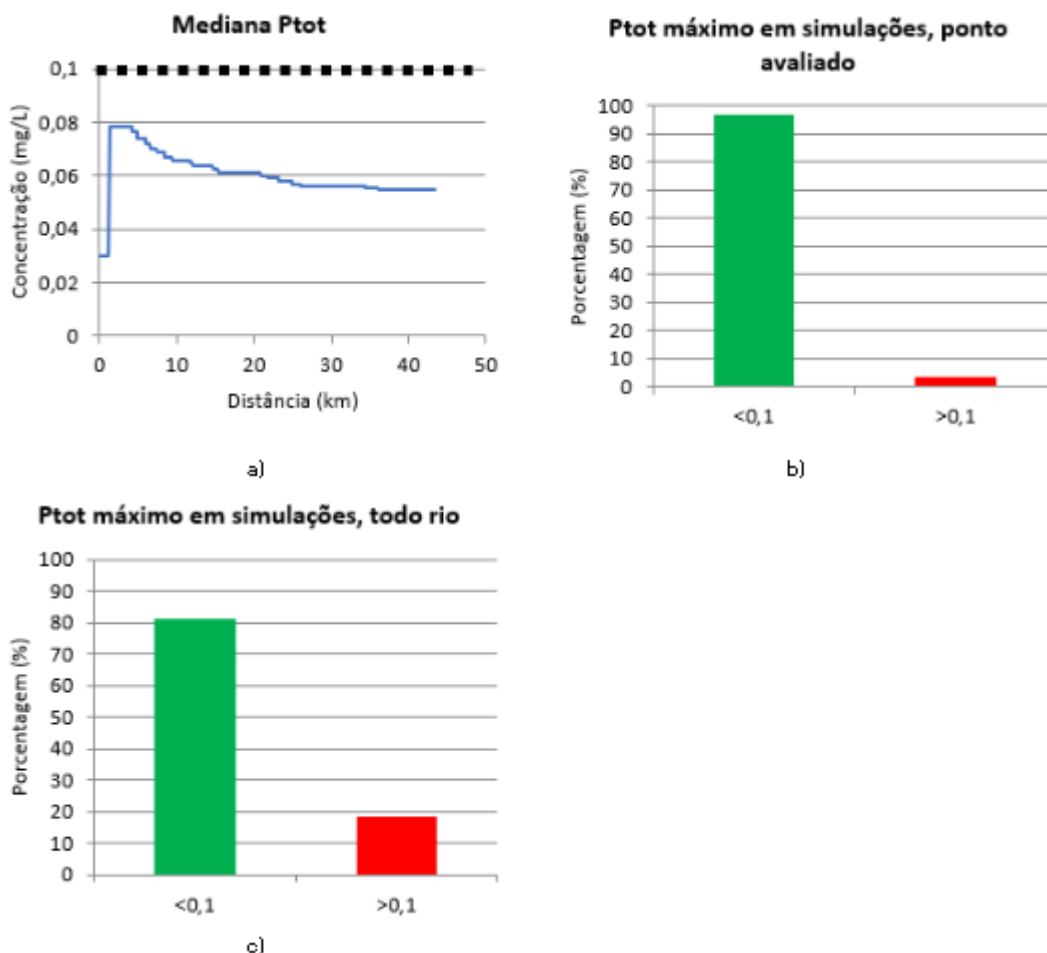 Mediana Ptot
Concentração (mg/L)
0,1
0,08
0,06
0,04
0,02
0
0 10 20 30 40 50
Distância (km)
a)
Ptot máximo em simulações, ponto
avaliado
Porcentagem (%)
100
90
80
70
60
50
40
30
20
10
0
<0,1 >0,1
b)
Ptot máximo em simulações, todo rio
Porcentagem (%)
100
90
80
70
60
50
40
30
20
10
0
<0,1 >0,1
c)